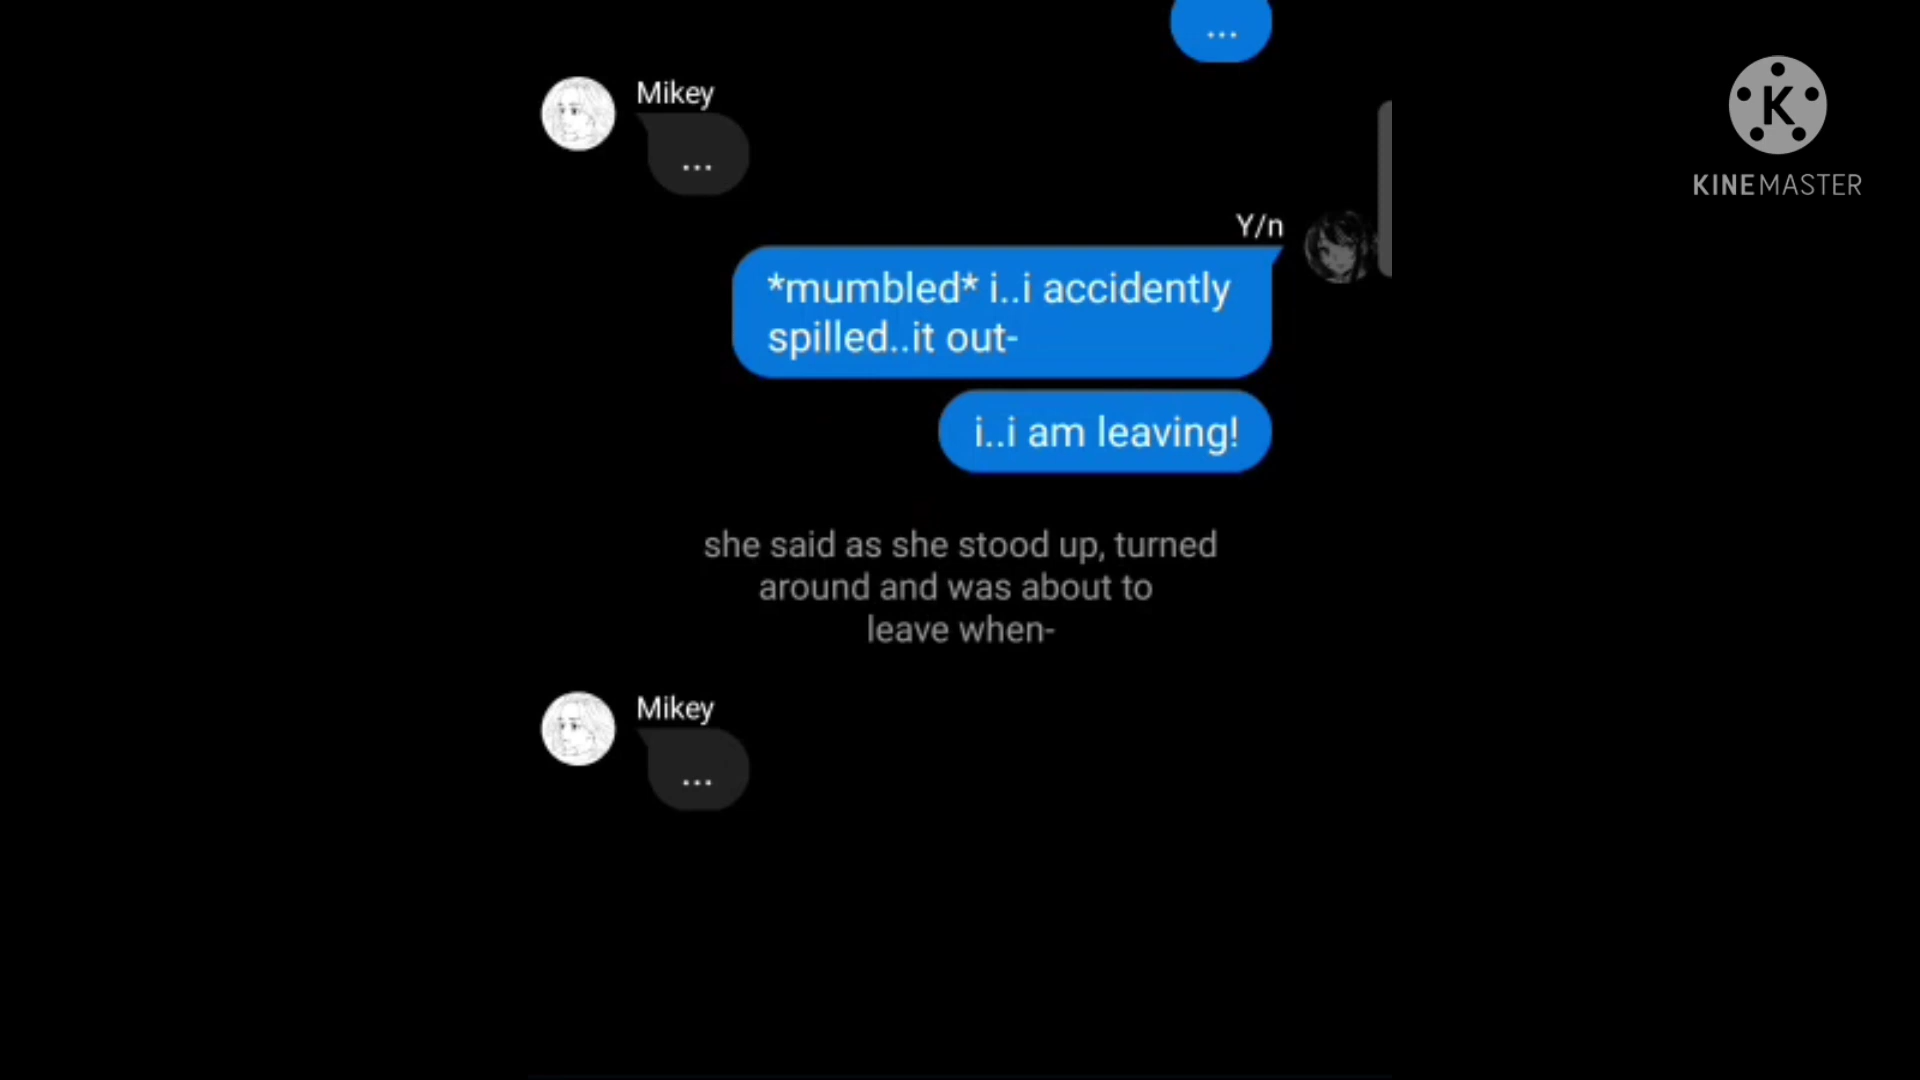 ...
Mikey
...
Y/n
*mumbled* i..i accidently
spilled..it out-
i..i am leaving!
she said as she stood up, turned
around and was about to
leave when-
Mikey
...
K
KINEMASTER